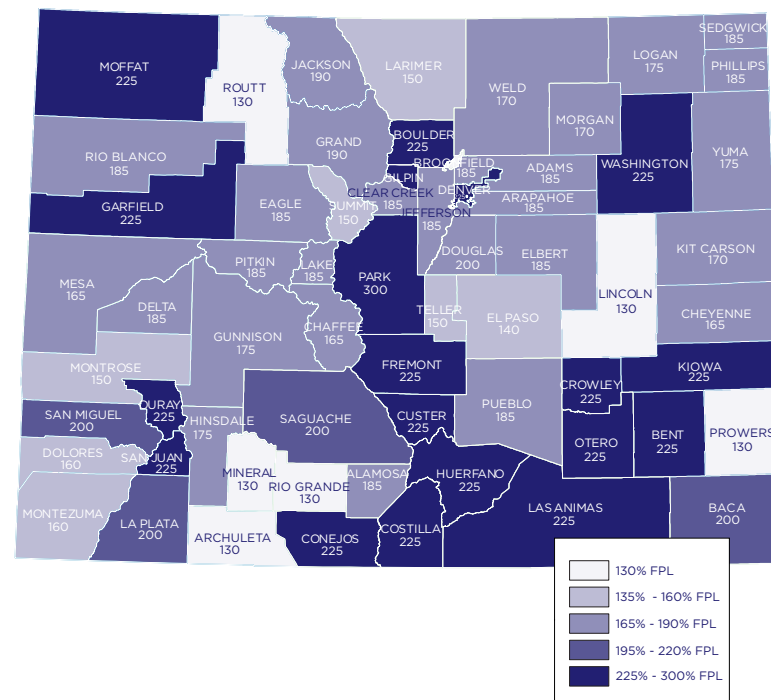 MOFFAT
225
ROUTT
130
JACKSON
190
LARIMER
150
WELD
170
LOGAN
175
SEDGWICK
185
PHILLIPS
185
MORGAN
170
YUMA
175
WASHINGTON
225
RIO BLANCO
185
GRAND
190
BOULDER
225
BROOMFIELD
185
GILPIN
ADAMS
185
DENVER
ARAPAHOE
185
CLEAR CREEK
185
JEFFERSON
185
GARFIELD
225
EAGLE
185
SUMMIT
150
DOUGLAS
200
ELBERT
185
KIT CARSON
170
MESA
165
PITKIN
185
LAKE
185
PARK
300
LINCOLN
130
DELTA
185
GUNNISON
175
CHAFFEE
165
TELLER
150
EL PASO
140
CHEYENNE
165
MONTROSE
150
FREMONT
225
CROWLEY
225
KIOWA
225
OURAY
225
SAN MIGUEL
200
HINSDALE
175
SAGUACHE
200
CUSTER
225
PUEBLO
185
OTERO
225
BENT
225
PROWERS
130
DOLORES
160
SAN JUAN
225
MINERAL
130
RIO GRANDE
130
ALAMOSA
185
HUERFANO
225
MONTEZUMA
160
LA PLATA
200
ARCHULETA
130
CONEJOS
225
COSTILLA
225
LAS ANIMAS
225
BACA
200
130% FPL
135% - 160% FPL
165% - 190% FPL
195% - 220% FPL
225% - 300% FPL